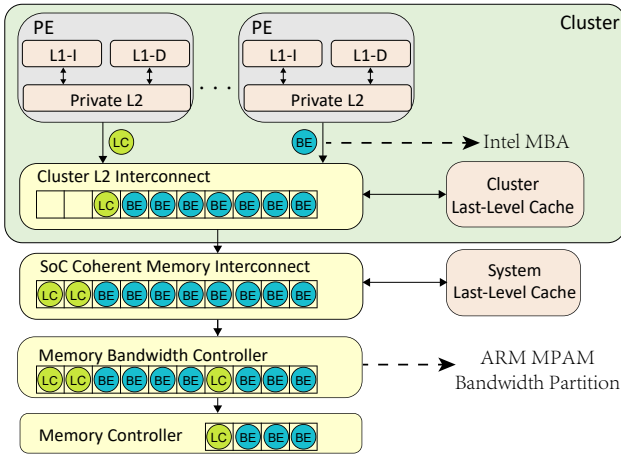 Cluster
PE
L1-I
L1-D
Private L2
. . .
PE
L1-I
L1-D
Private L2
LC
BE
Intel MBA
Cluster L2 Interconnect
LC BE BE BE BE BE BE BE
Cluster
Last-Level Cache
SoC Coherent Memory Interconnect
LC LC BE BE BE BE BE BE BE BE
System
Last-Level Cache
Memory Bandwidth Controller
LC LC BE BE BE BE LC BE BE BE
ARM MPAM
Bandwidth Partition
Memory Controller
LC BE BE BE